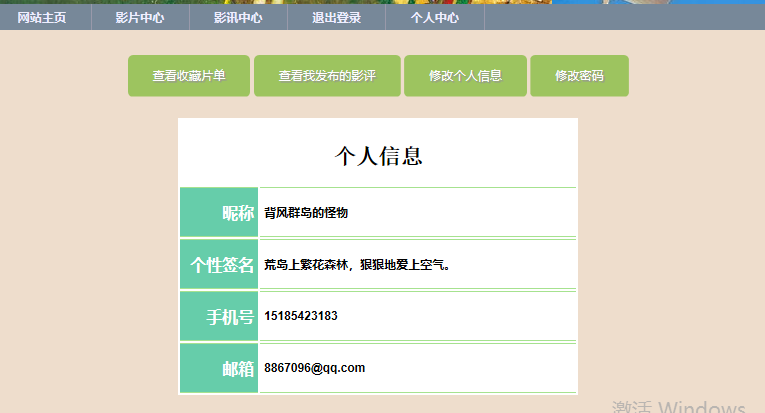 网站主页 影片中心 影讯中心 退出登录 个人中心
查看收藏片单 查看我发布的影评 修改个人信息 修改密码
个人信息
昵称 背风群岛的怪物
个性签名 荒岛上繁花森林，狠狠地爱上空气。
手机号 15185423183
邮箱 8867096@qq.com
激活 Windows